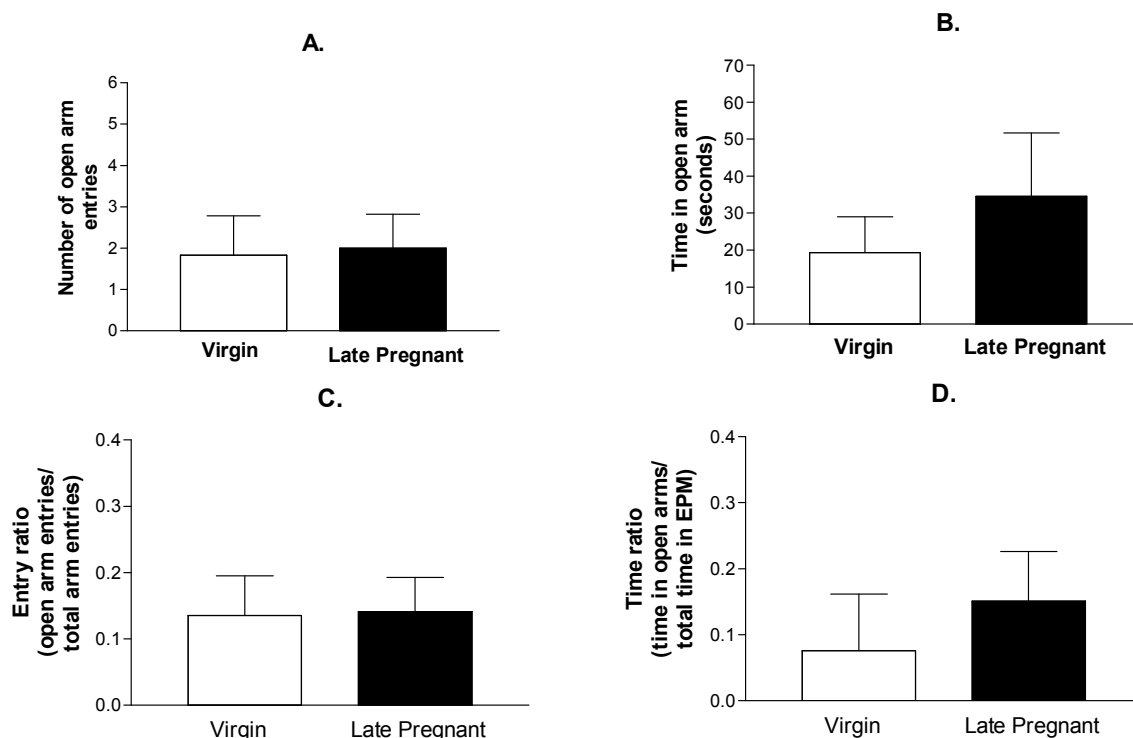 A.
Number of open arm
entries
6
5
4
3
2
1
0
Virgin
Late Pregnant
B.
Time in open arm
(seconds)
70
60
50
40
30
20
10
0
Virgin
Late Pregnant
C.
Entry ratio
(open arm entries/
total arm entries)
0.4
0.3
0.2
0.1
0.0
Virgin
Late Pregnant
D.
Time ratio
(time in open arms/
total time in EPM)
0.4
0.3
0.2
0.1
0.0
Virgin
Late Pregnant